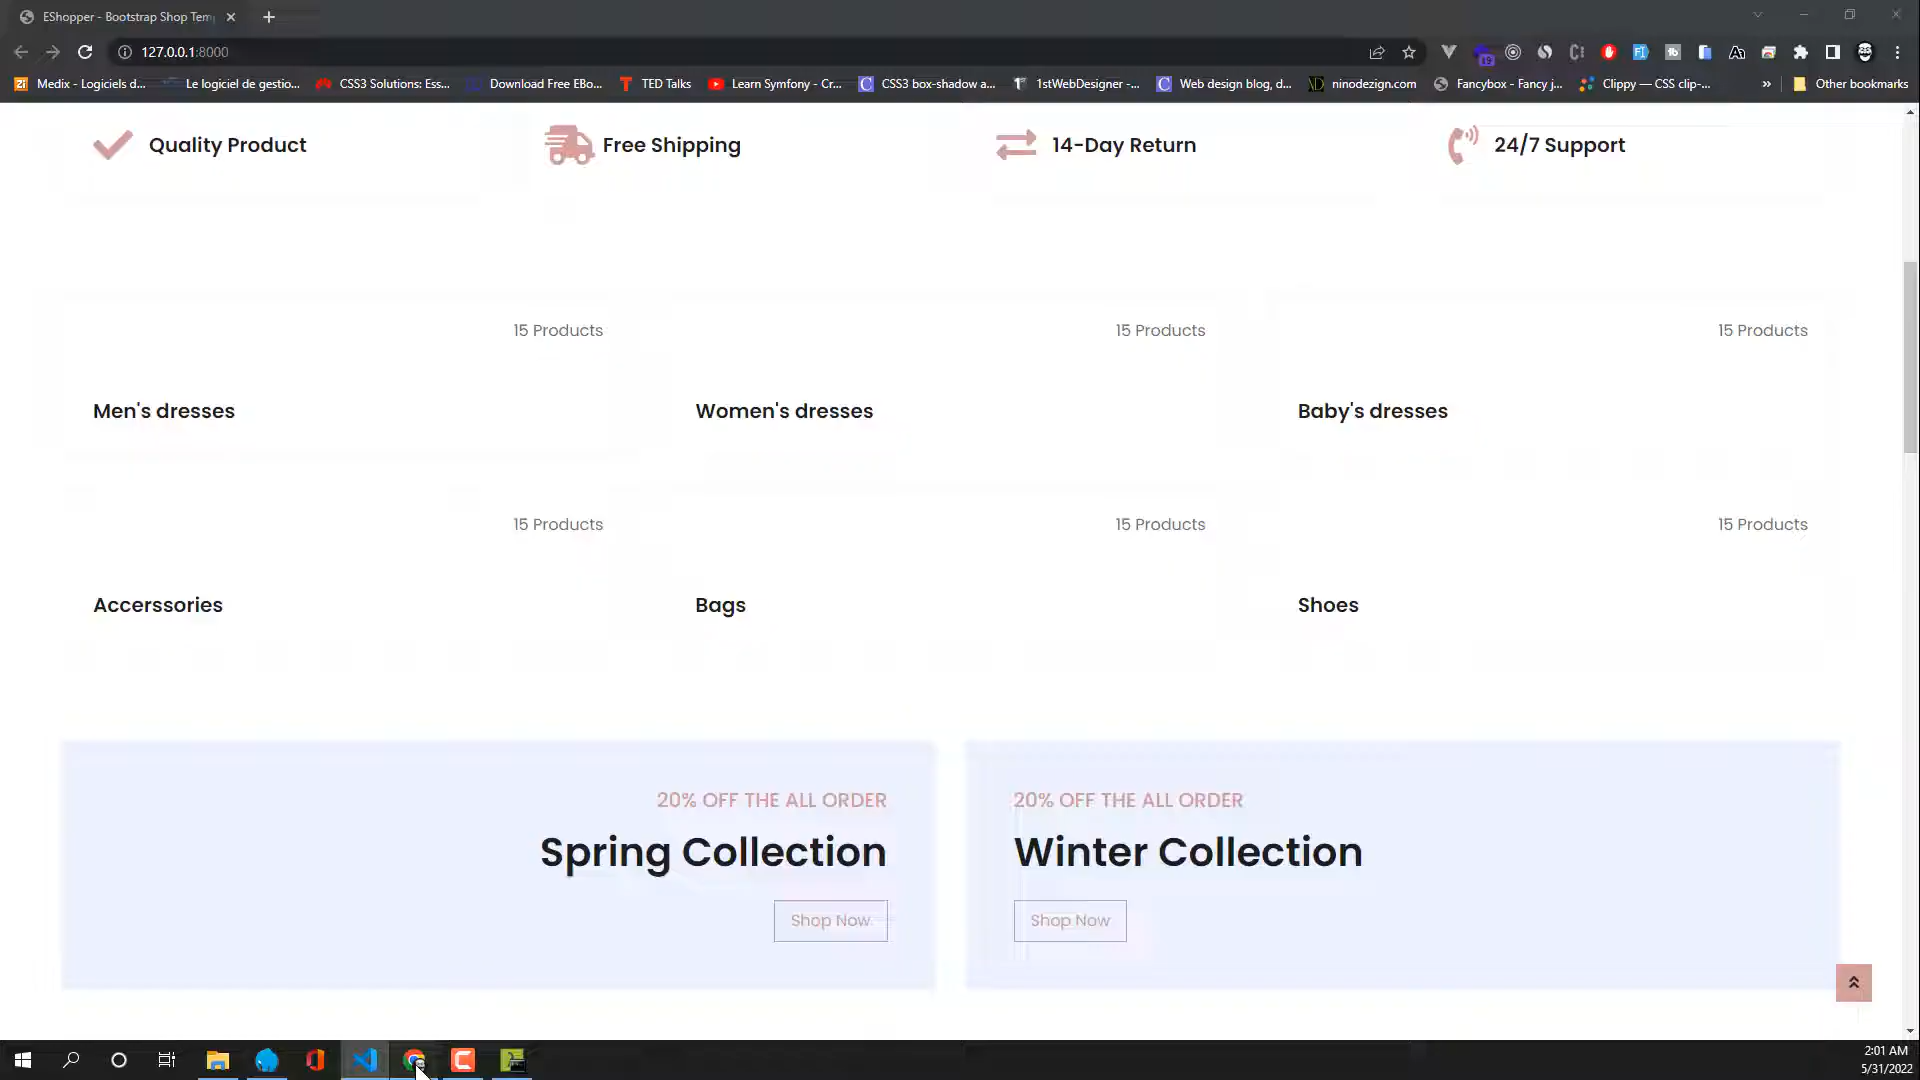 EShopper - Bootstrap Shop Tem
127.0.0.1:8000
19
Medix - Logiciels d...
Le logiciel de gestio...
CSS3 Solutions: Ess...
Download Free EBo...
TED Talks
Learn Symfony - Cr...
CSS3 box-shadow a...
1stWebDesigner -...
Web design blog, d...
ninodezign.com
Fancybox - Fancy j...
Clippy — CSS clip-...
»
Other bookmarks
Quality Product
Free Shipping
14-Day Return
24/7 Support
15 Products
15 Products
15 Products
Men's dresses
Women's dresses
Baby's dresses
15 Products
15 Products
15 Products
Accerssories
Bags
Shoes
20% OFF THE ALL ORDER
Spring Collection
Shop Now
20% OFF THE ALL ORDER
Winter Collection
Shop Now
2:01 AM
5/31/2022